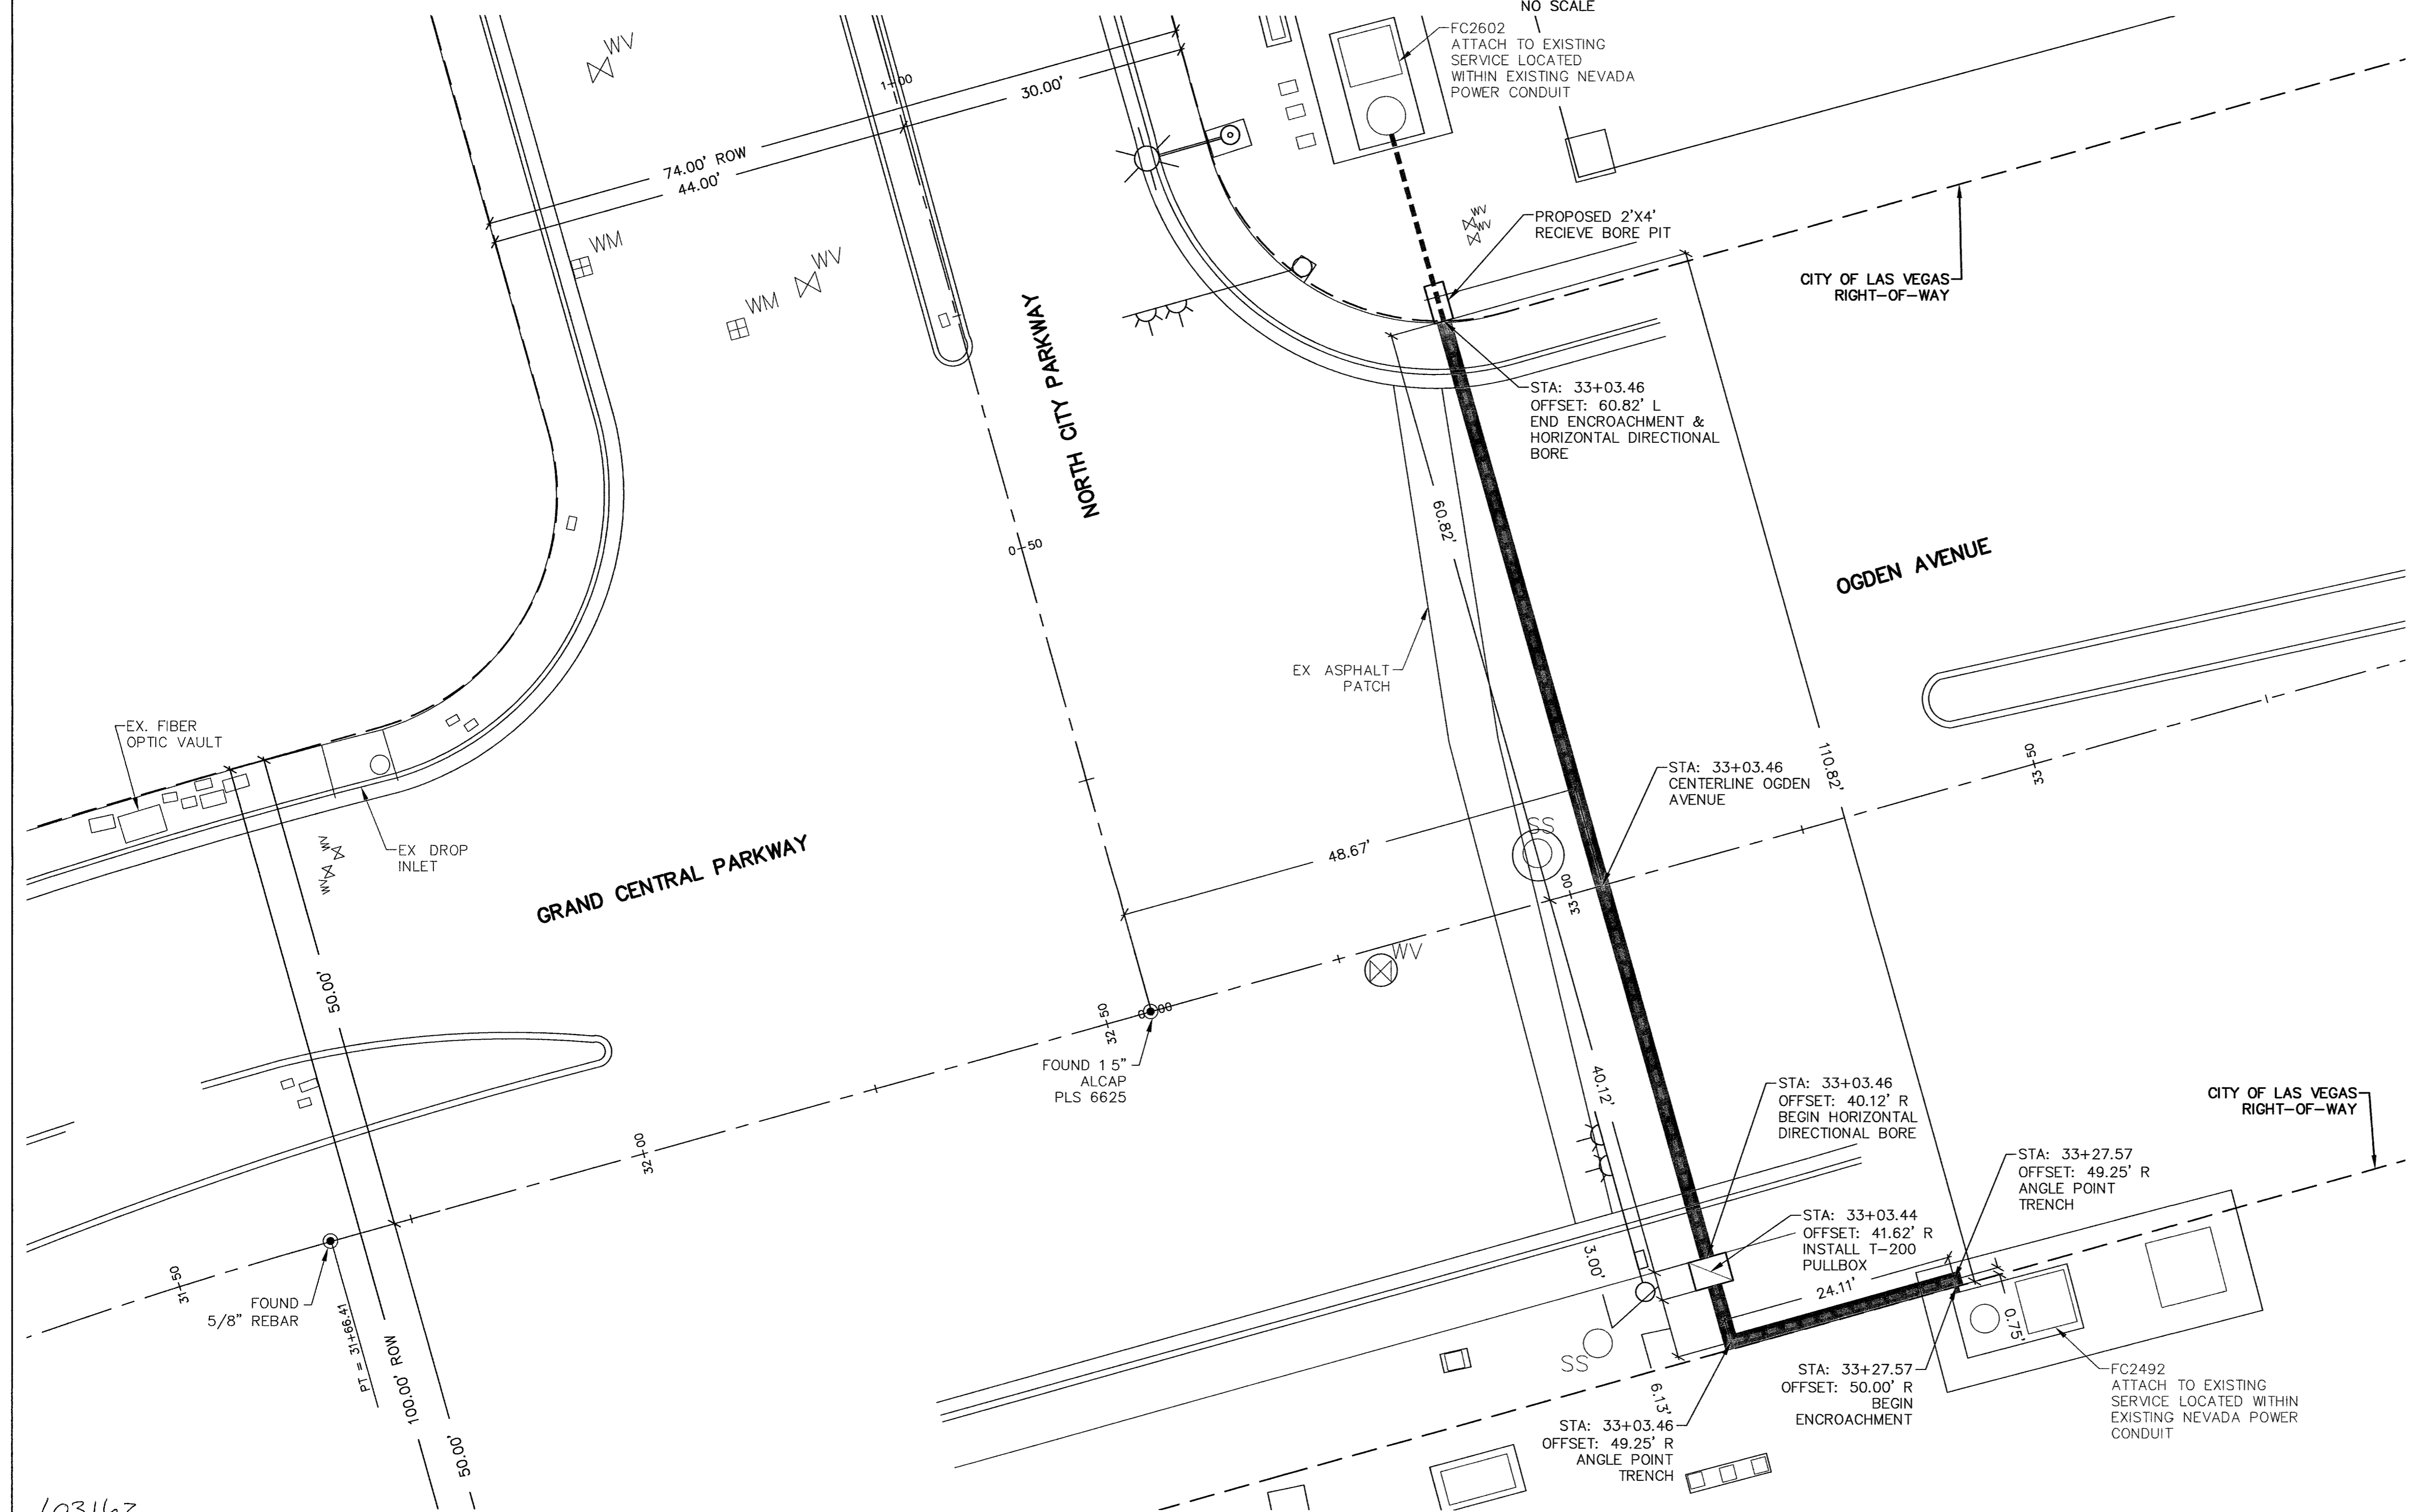 NO SCALE
FC2602
ATTACH TO EXISTING
SERVICE LOCATED
WITHIN EXISTING NEVADA
POWER CONDUIT
WV
1+00
30.00'
74.00' ROW
44.00'
WM
WV
WM
WV
WV
PROPOSED 2'X4'
RECIEVE BORE PIT
CITY OF LAS VEGAS
RIGHT-OF-WAY
NORTH CITY PARKWAY
STA: 33+03.46
OFFSET: 60.82' L
END ENCROACHMENT &
HORIZONTAL DIRECTIONAL
BORE
60.82'
0+50
OGDEN AVENUE
EX ASPHALT
PATCH
EX. FIBER
OPTIC VAULT
110.82'
33+50
STA: 33+03.46
CENTERLINE OGDEN
AVENUE
SS
48.67'
33+00
WV
WV
EX DROP
INLET
GRAND CENTRAL PARKWAY
WV
50.00'
32+50
0+00
FOUND 1 5"
ALCAP
PLS 6625
40.12'
32+00
STA: 33+03.46
OFFSET: 40.12' R
BEGIN HORIZONTAL
DIRECTIONAL BORE
CITY OF LAS VEGAS
RIGHT-OF-WAY
STA: 33+27.57
OFFSET: 49.25' R
ANGLE POINT
TRENCH
STA: 33+03.44
OFFSET: 41.62' R
INSTALL T-200
PULLBOX
3.00'
24.11'
0.75'
31+50
FOUND
5/8" REBAR
PT = 31+66.41
100.00' ROW
50.00'
SS
6.13'
STA: 33+03.46
OFFSET: 49.25' R
ANGLE POINT
TRENCH
STA: 33+27.57
OFFSET: 50.00' R
BEGIN
ENCROACHMENT
FC2492
ATTACH TO EXISTING
SERVICE LOCATED WITHIN
EXISTING NEVADA POWER
CONDUIT